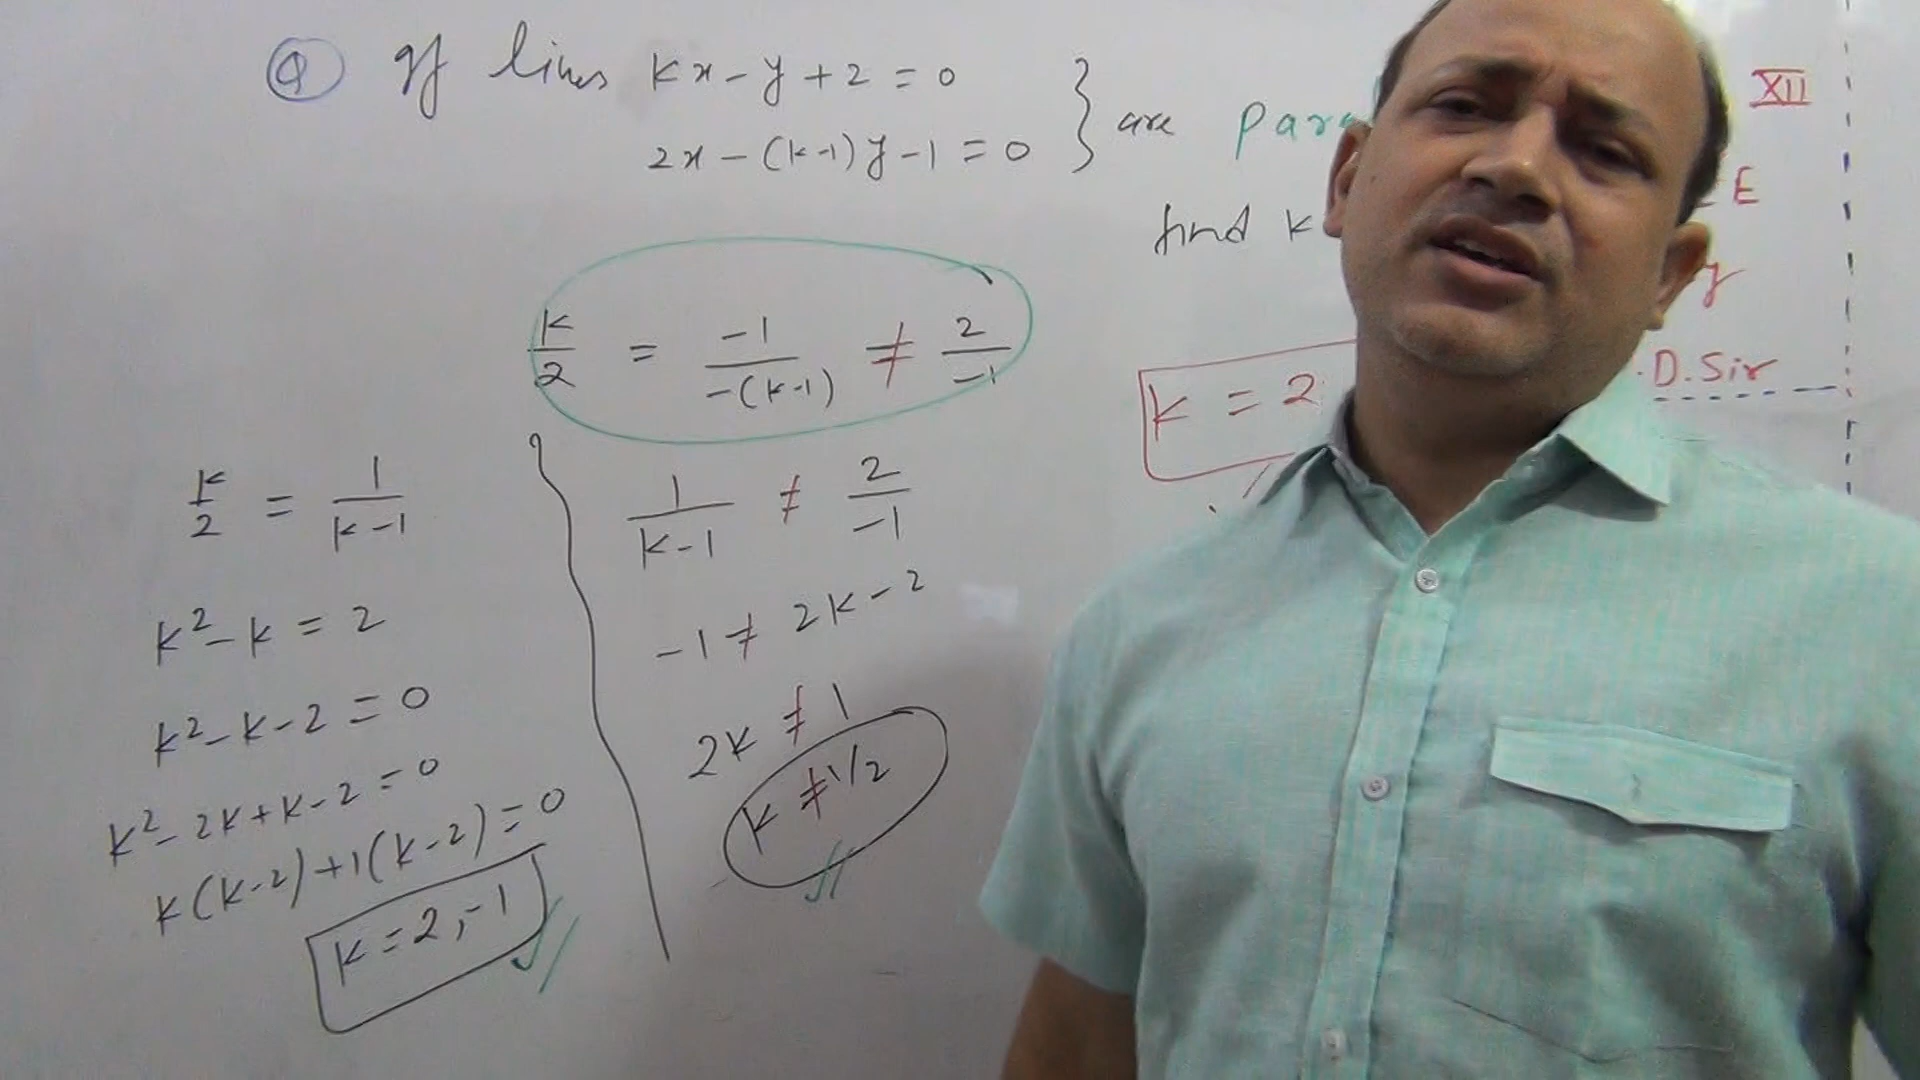 Q If lines kx - y + 2 = 0
2x - (k-1)y - 1 = 0
} are
find k
k/2 = -1/-(k-1) ≠ 2/-1
k = 2
k/2 = 1/k-1
k² - k = 2
k² - k - 2 = 0
k² - 2k + k - 2 = 0
k(k-2) + 1(k-2) = 0
k = 2, -1
1/k-1 ≠ 2/-1
-1 ≠ 2k - 2
2k ≠ 1
k ≠ 1/2
XII
E
y
.D. Sir